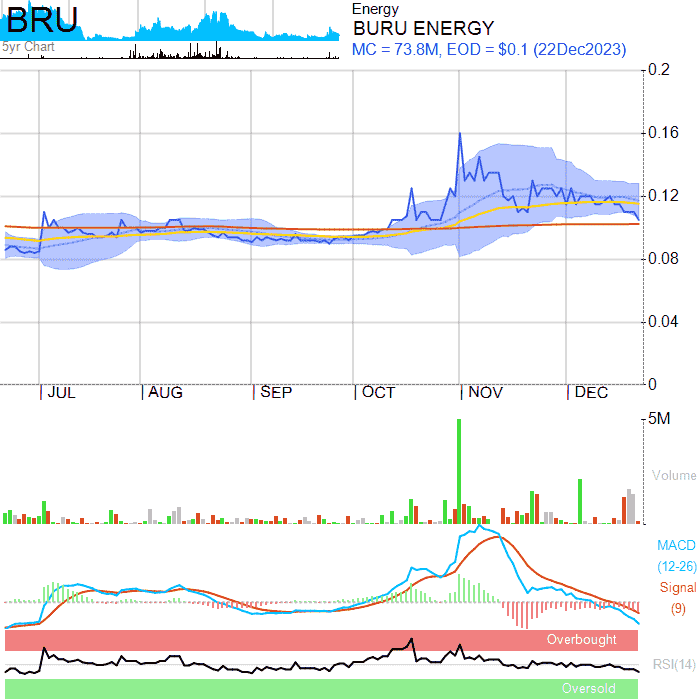 BRU
5yr Chart
Energy
BURU ENERGY
MC = 73.8M, EOD = $0.1 (22Dec2023)
0.2
0.16
0.12
0.08
0.04
0
JUL AUG SEP OCT NOV DEC
5M
Volume
MACD
(12-26)
Signal
(9)
Overbought
RSI(14)
Oversold